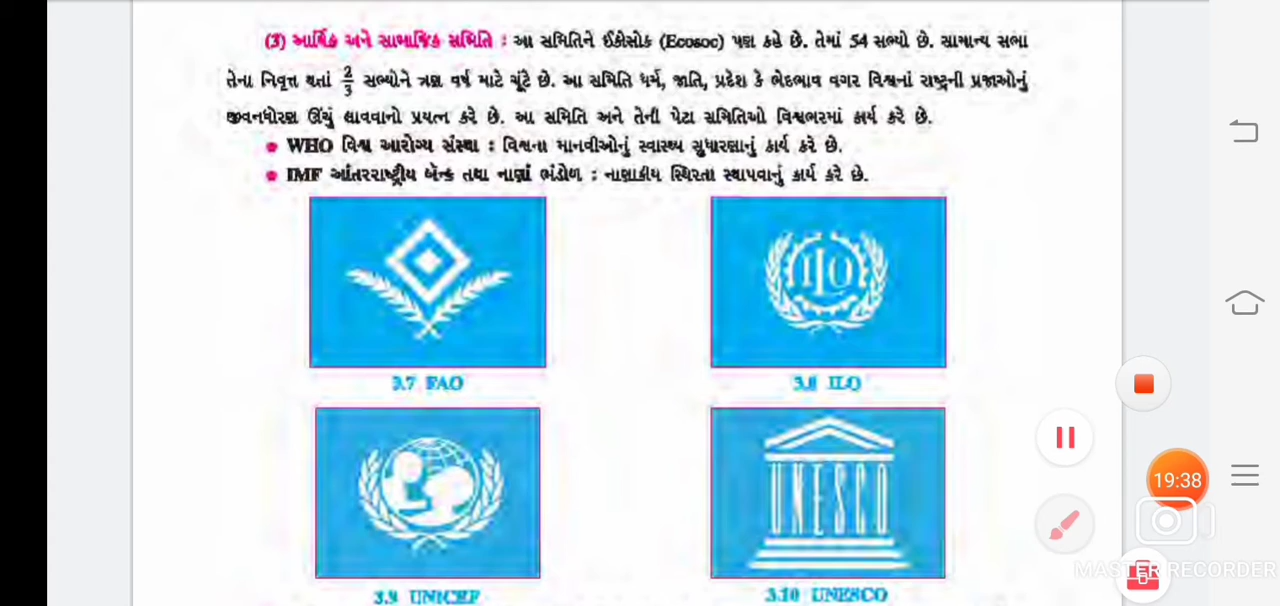 (3) આર્થિક અને સામાજિક સમિતિ : આ સમિતિને ઈકોસોક (Ecosoc) પણ કહે છે. તેમાં 54 સભ્યો છે. સામાન્ય સભા
તેના નિવૃત્ત થતાં 2/3 સભ્યોને ત્રણ વર્ષ માટે ચૂંટે છે. આ સમિતિ ધર્મ, જાતિ, પ્રદેશ કે ભેદભાવ વગર વિશ્વનાં રાષ્ટ્રની પ્રજાઓનું
જીવનધોરણ ઊંચું લાવવાનો પ્રયત્ન કરે છે. આ સમિતિ અને તેની પેટા સમિતિઓ વિશ્વભરમાં કાર્ય કરે છે.
● WHO વિશ્વ આરોગ્ય સંસ્થા : વિશ્વના માનવીઓનું સ્વાસ્થ્ય સુધારણાનું કાર્ય કરે છે.
● IMF આંતરરાષ્ટ્રીય બૅન્ક તથા નાણાં ભંડોળ : નાણાકીય સ્થિરતા સ્થાપવાનું કાર્ય કરે છે.
ILO
3.7 FAO
3.8 ILO
UNESCO
3.9 UNICEF
3.10 UNESCO
19:38
MASTER RECORDER